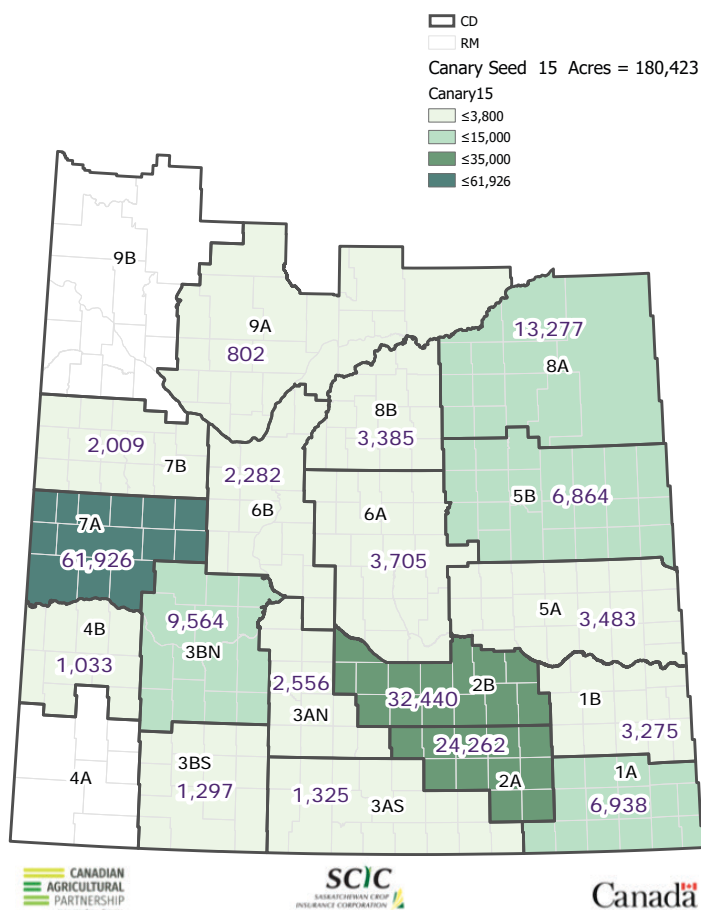 CD
RM
Canary Seed 15 Acres = 180,423
Canary15
≤3,800
≤15,000
≤35,000
≤61,926
9B
9A
802
13,277
8A
8B
3,385
2,009
7B
2,282
6B
5B 6,864
6A
3,705
7A
61,926
5A
3,483
9,564
3BN
4B
1,033
2,556
3AN
2B
32,440
1B
3,275
24,262
2A
4A
3BS
1,297
1,325
3AS
1A
6,938
CANADIAN
AGRICULTURAL
PARTNERSHIP
SCIC
SASKATCHEWAN CROP
INSURANCE CORPORATION
Canada